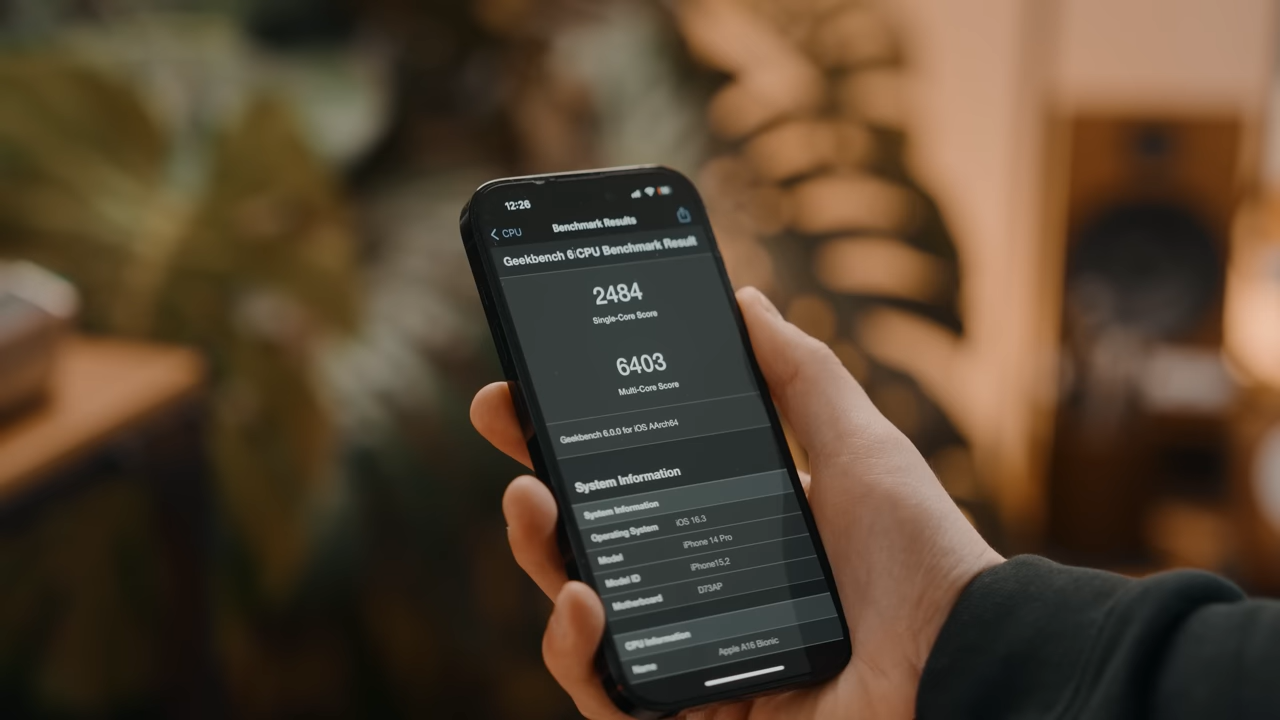 12:26
CPU
Benchmark Results
Geekbench 6 CPU Benchmark Result
2484
Single-Core Score
6403
Multi-Core Score
Geekbench 6.0.0 for iOS AArch64
System Information
System Information
Operating System iOS 16.3
Model iPhone 14 Pro
Model ID iPhone15,2
Motherboard D73AP
CPU Information
Name Apple A16 Bionic